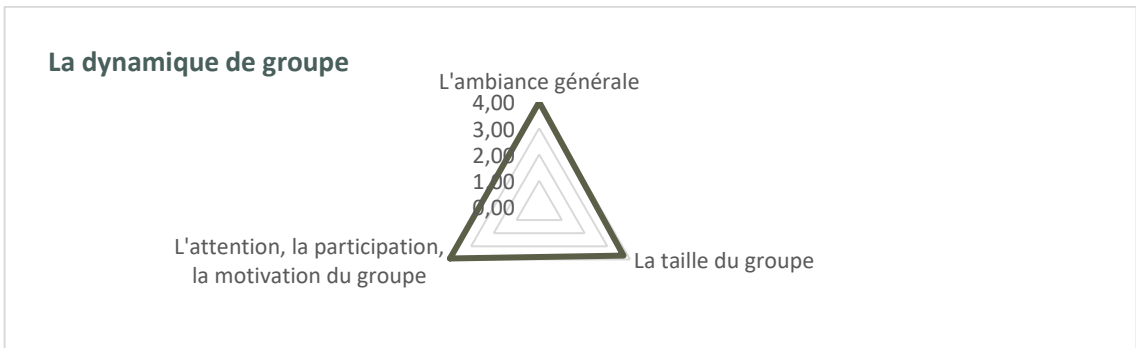 La dynamique de groupe
L'ambiance générale
4,00
3,00
2,00
1,00
0,00
L'attention, la participation,
la motivation du groupe
La taille du groupe